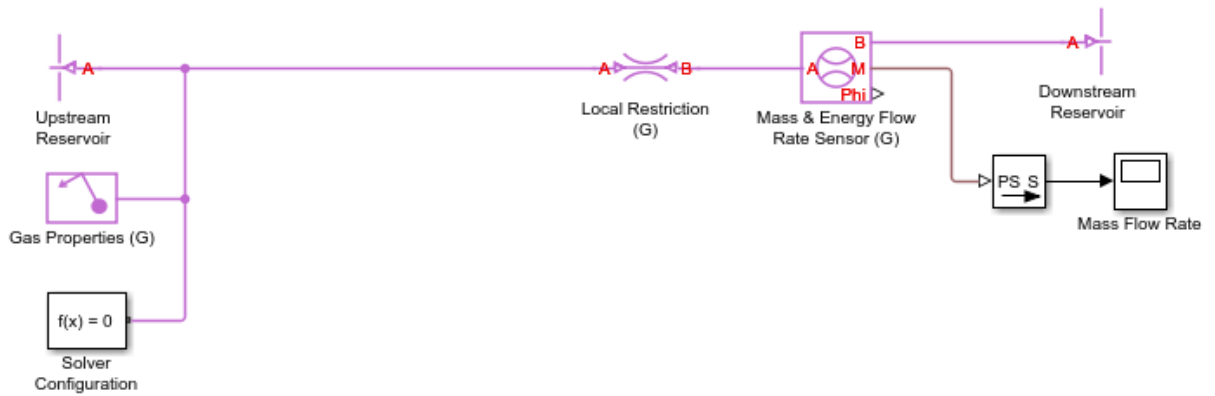 B
A
A
A
B
A
M
Phi
Upstream
Reservoir
Local Restriction
(G)
Mass & Energy Flow
Rate Sensor (G)
Downstream
Reservoir
PS S
Gas Properties (G)
Mass Flow Rate
f(x) = 0
Solver
Configuration